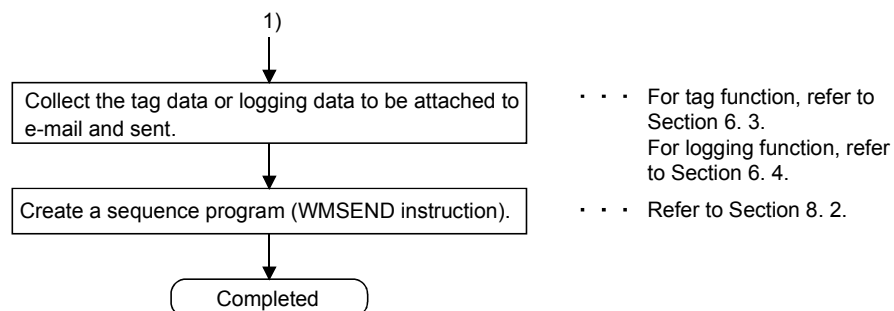 1)
Collect the tag data or logging data to be attached to
e-mail and sent.
· · · For tag function, refer to
Section 6. 3.
For logging function, refer
to Section 6. 4.
Create a sequence program (WMSEND instruction).
· · · Refer to Section 8. 2.
Completed